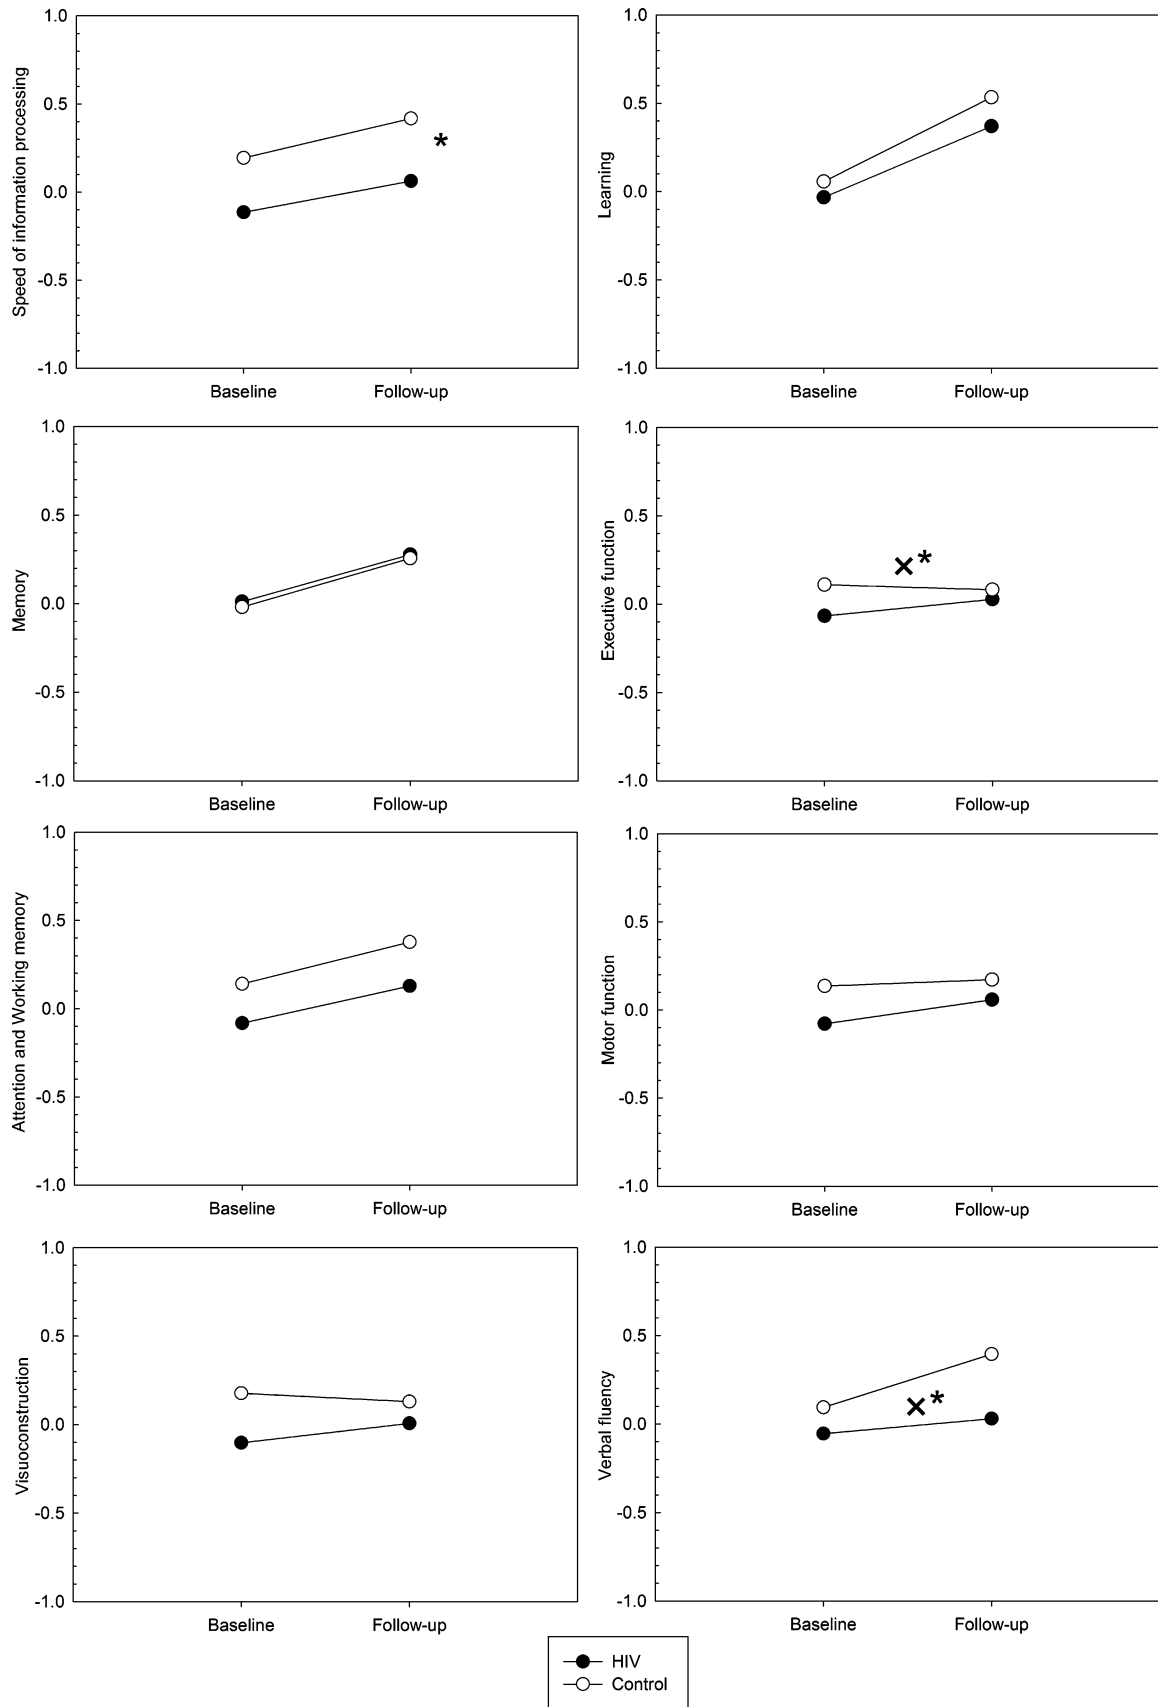 1.0
0.5
0.0
-0.5
-1.0
Speed of information processing
Baseline Follow-up
*
1.0
0.5
0.0
-0.5
-1.0
Learning
Baseline Follow-up
1.0
0.5
0.0
-0.5
-1.0
Memory
Baseline Follow-up
1.0
0.5
0.0
-0.5
-1.0
Executive function
Baseline Follow-up
×*
1.0
0.5
0.0
-0.5
-1.0
Attention and Working memory
Baseline Follow-up
1.0
0.5
0.0
-0.5
-1.0
Motor function
Baseline Follow-up
1.0
0.5
0.0
-0.5
-1.0
Visuoconstruction
Baseline Follow-up
1.0
0.5
0.0
-0.5
-1.0
Verbal fluency
Baseline Follow-up
×*
HIV
Control